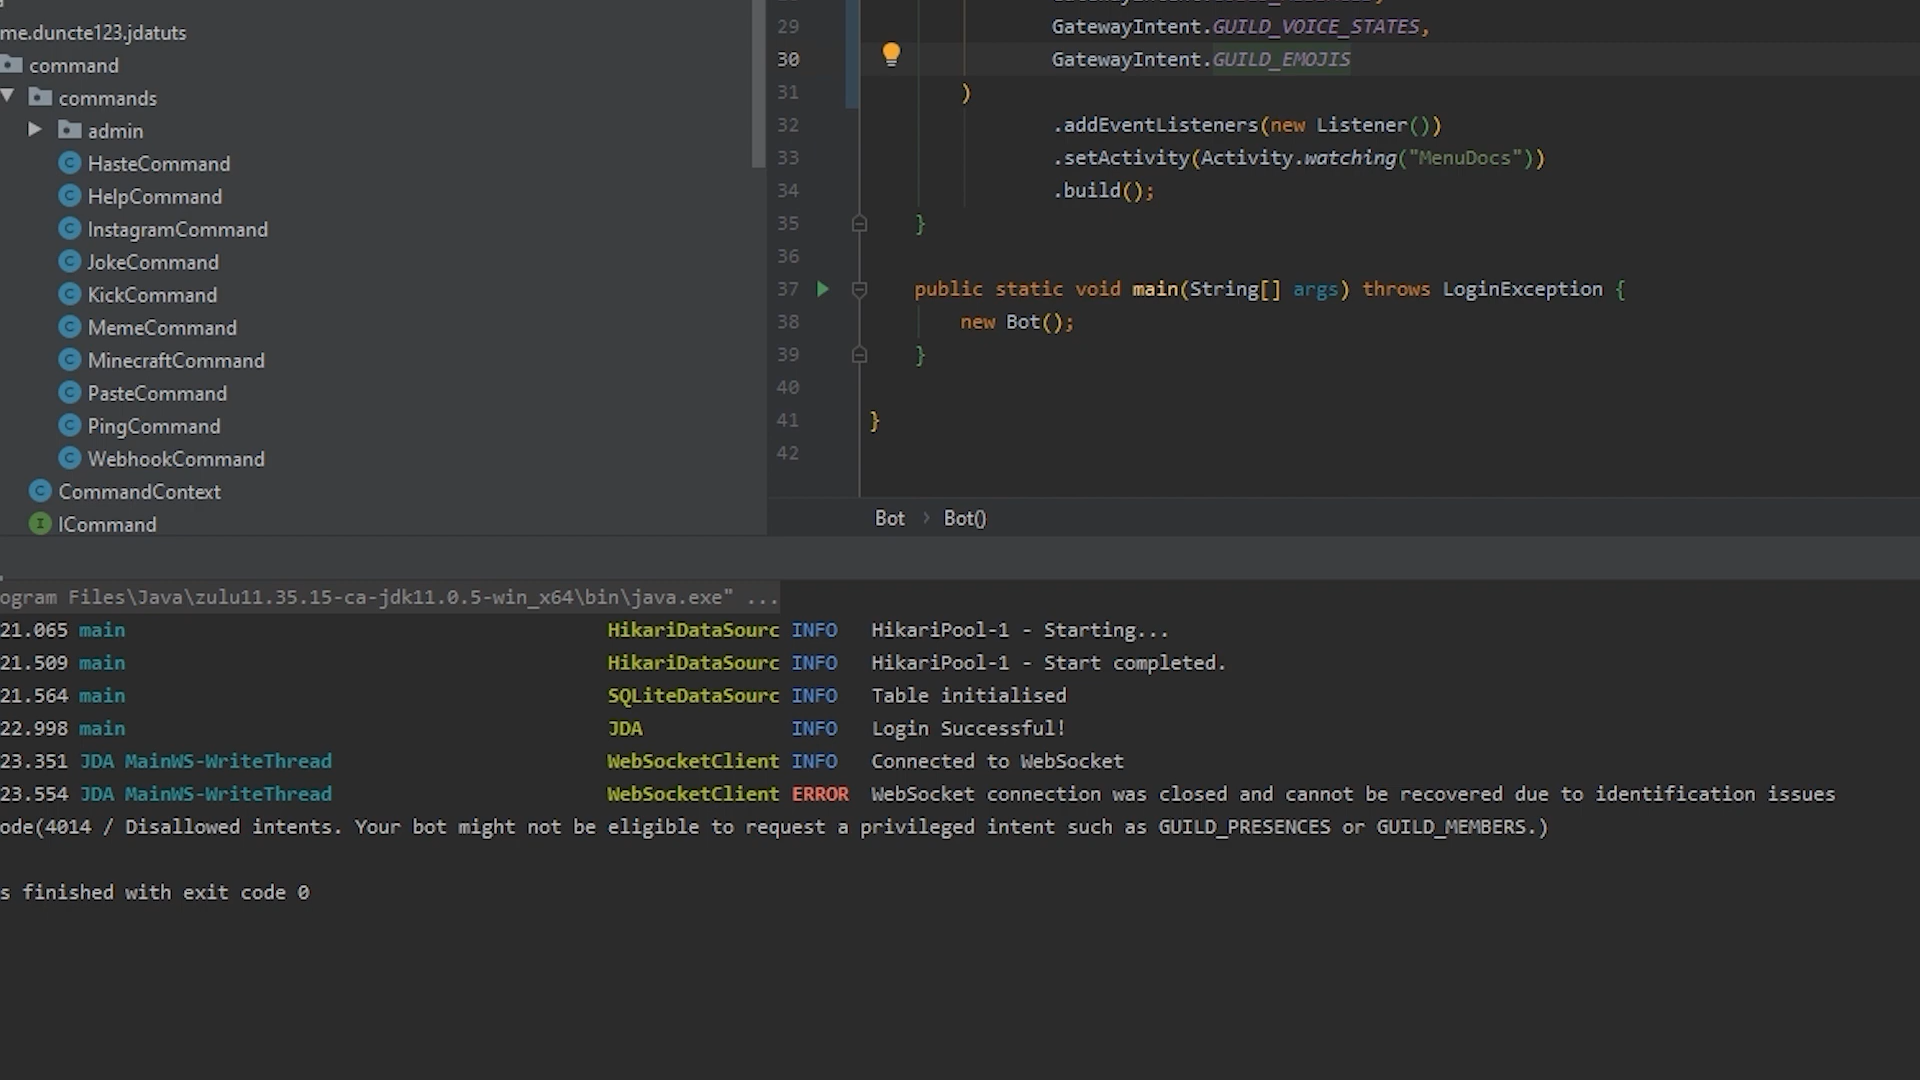 me.duncte123.jdatuts
command
commands
admin
HasteCommand
HelpCommand
InstagramCommand
JokeCommand
KickCommand
MemeCommand
MinecraftCommand
PasteCommand
PingCommand
WebhookCommand
CommandContext
ICommand
29 GatewayIntent.GUILD_VOICE_STATES,
30 GatewayIntent.GUILD_EMOJIS
31 )
32 .addEventListeners(new Listener())
33 .setActivity(Activity.watching("MenuDocs"))
34 .build();
35 }
36
37 public static void main(String[] args) throws LoginException {
38 new Bot();
39 }
40
41 }
42
Bot > Bot()
ogram Files\Java\zulu11.35.15-ca-jdk11.0.5-win_x64\bin\java.exe" ...
21.065 main HikariDataSourc INFO HikariPool-1 - Starting...
21.509 main HikariDataSourc INFO HikariPool-1 - Start completed.
21.564 main SQLiteDataSourc INFO Table initialised
22.998 main JDA INFO Login Successful!
23.351 JDA MainWS-WriteThread WebSocketClient INFO Connected to WebSocket
23.554 JDA MainWS-WriteThread WebSocketClient ERROR WebSocket connection was closed and cannot be recovered due to identification issues
ode(4014 / Disallowed intents. Your bot might not be eligible to request a privileged intent such as GUILD_PRESENCES or GUILD_MEMBERS.)
s finished with exit code 0